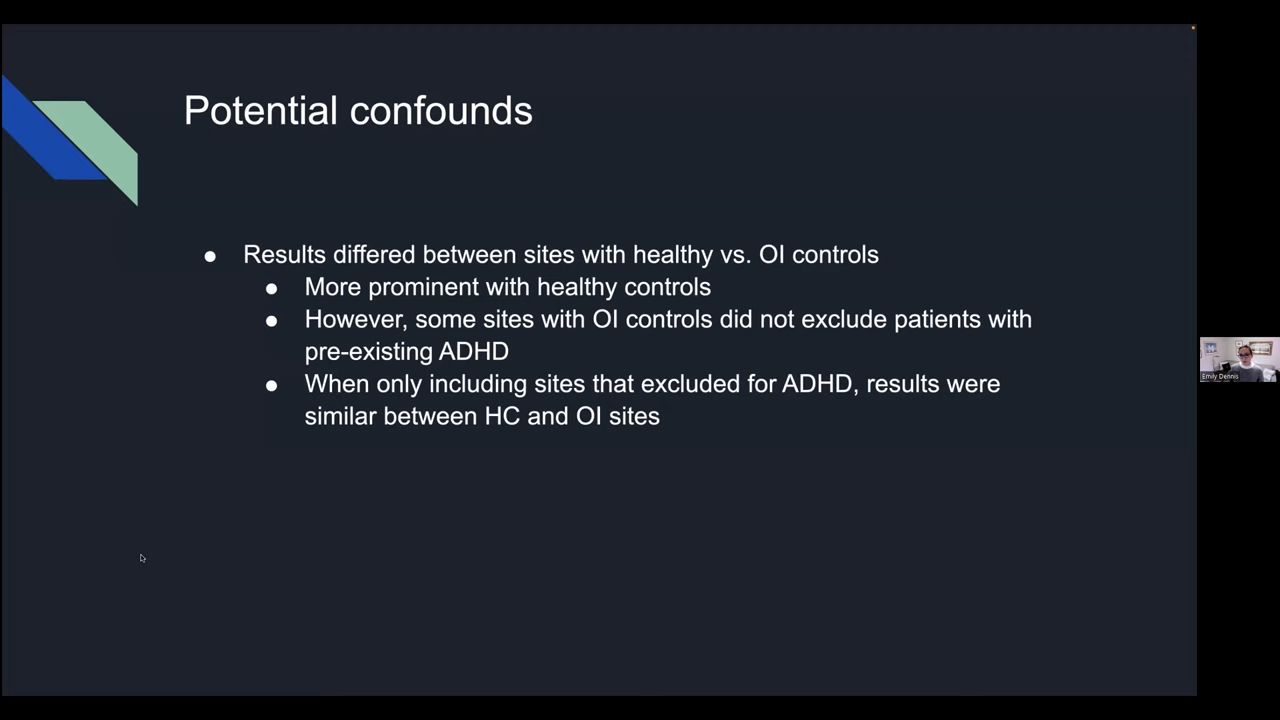 Potential confounds
● Results differed between sites with healthy vs. OI controls
● More prominent with healthy controls
● However, some sites with OI controls did not exclude patients with
pre-existing ADHD
● When only including sites that excluded for ADHD, results were
similar between HC and OI sites
Emily Dennis